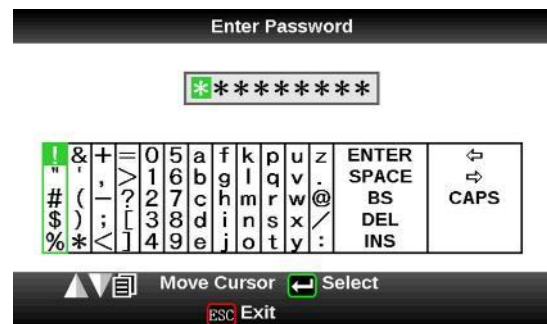 Enter Password
*********
! & + = 0 5 a f k p u z ENTER ⇦
" ' , > 1 6 b g l q v . SPACE ⇨
# ( - ? 2 7 c h m r w @ BS CAPS
$ ) ; [ 3 8 d i n s x / DEL
% * < ] 4 9 e j o t y : INS
Move Cursor Select
ESC Exit